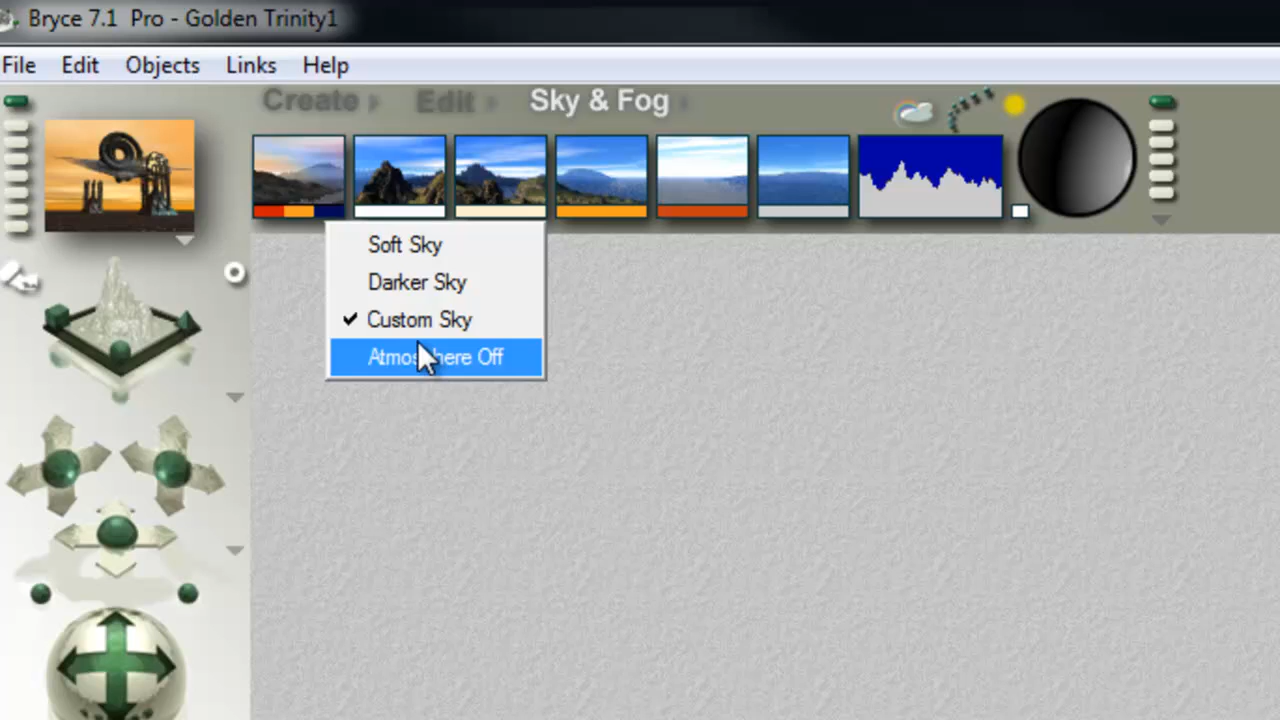 Bryce 7.1 Pro - Golden Trinity1
File Edit Objects Links Help
Create Edit Sky & Fog
Soft Sky
Darker Sky
Custom Sky
Off